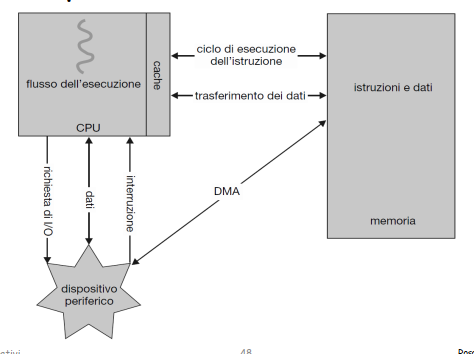 flusso dell'esecuzione
CPU
cache
ciclo di esecuzione
dell'istruzione
trasferimento dei dati
istruzioni e dati
memoria
richiesta di I/O
dati
interruzione
DMA
dispositivo
periferico
48